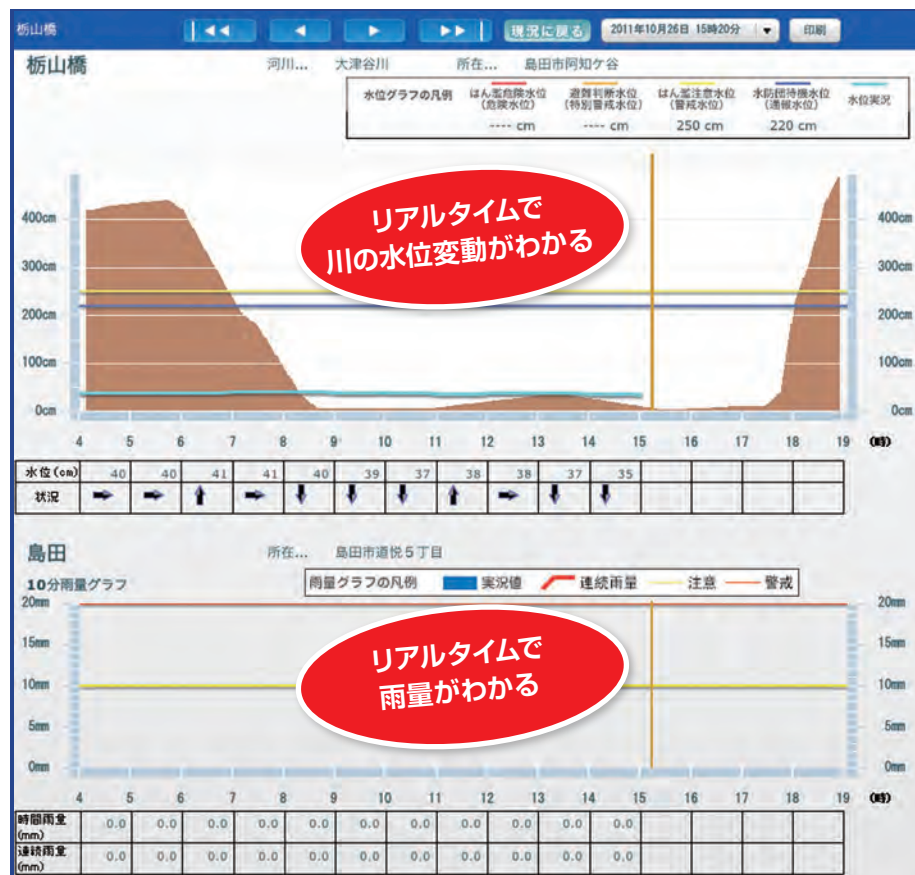 栃山橋
現況に戻る
2011年10月26日 15時20分
印刷
栃山橋 河川... 大津谷川 所在... 島田市阿知ケ谷
水位グラフの凡例 はん濫危険水位 避難判断水位 はん濫注意水位 水防団待機水位 水位実況
(危険水位) (特別警戒水位) (警戒水位) (通報水位)
---- cm ---- cm 250 cm 220 cm
リアルタイムで
川の水位変動がわかる
400cm 400cm
300cm 300cm
200cm 200cm
100cm 100cm
0cm 0cm
4 5 6 7 8 9 10 11 12 13 14 15 16 17 18 19 (時)
水位(cm) 40 40 41 41 40 39 37 38 38 37 35
状況
島田 所在... 島田市道悦5丁目
10分雨量グラフ 雨量グラフの凡例 実況値 連続雨量 注意 警戒
20mm 20mm
15mm 15mm
10mm 10mm
5mm 5mm
0mm 0mm
リアルタイムで
雨量がわかる
4 5 6 7 8 9 10 11 12 13 14 15 16 17 18 19 (時)
時間雨量
(mm) 0.0 0.0 0.0 0.0 0.0 0.0 0.0 0.0 0.0 0.0 0.0
連続雨量
(mm) 0.0 0.0 0.0 0.0 0.0 0.0 0.0 0.0 0.0 0.0 0.0